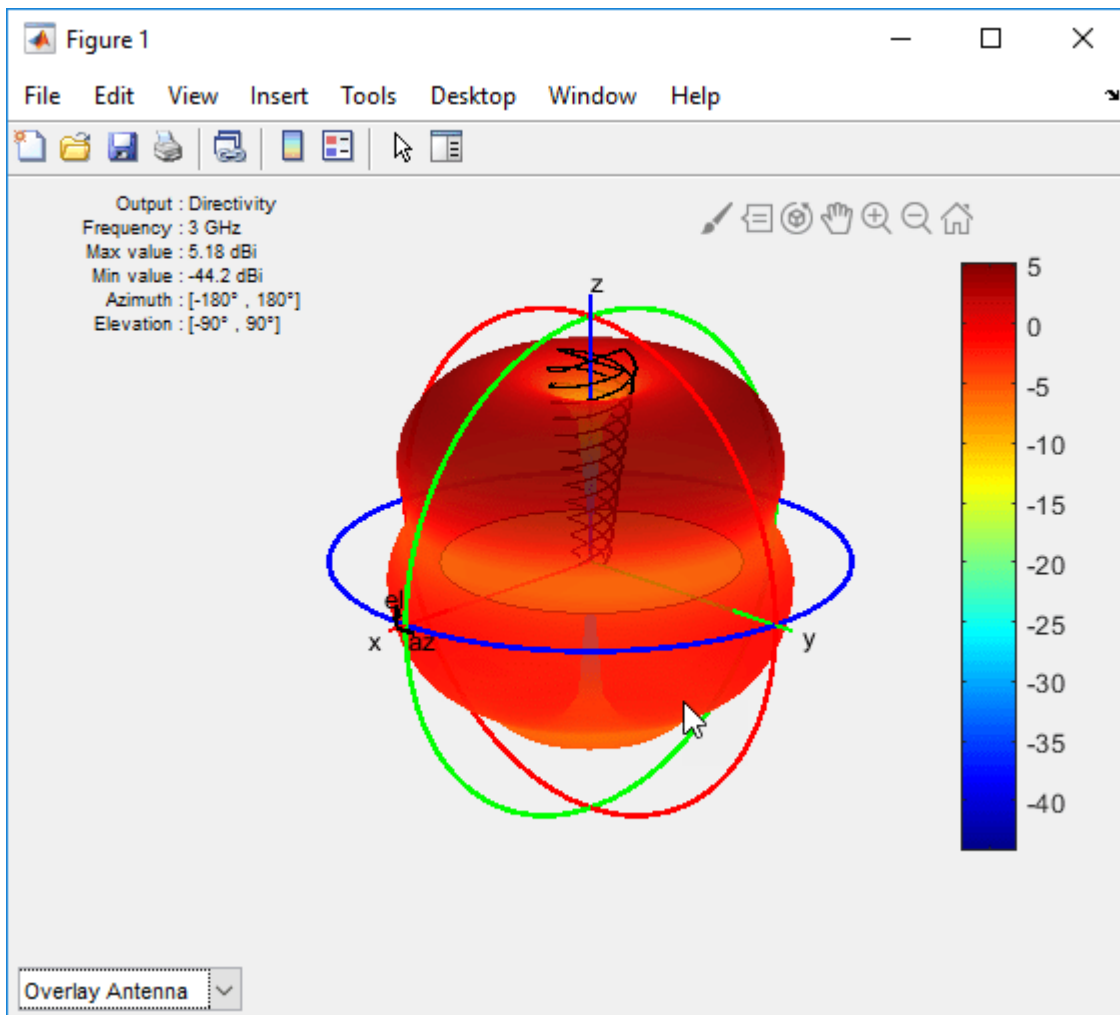 Figure 1
File Edit View Insert Tools Desktop Window Help
Output : Directivity
Frequency : 3 GHz
Max value : 5.18 dBi
Min value : -44.2 dBi
Azimuth : [-180° , 180°]
Elevation : [-90° , 90°]
z
el
x
az
y
5
0
-5
-10
-15
-20
-25
-30
-35
-40
Overlay Antenna